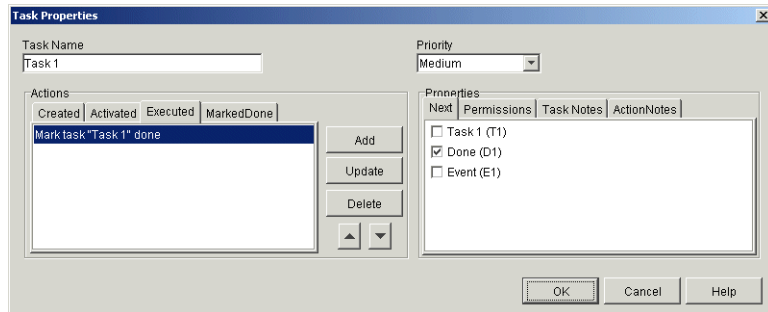 Task Properties
Task Name
Priority
Task 1
Medium
Actions
Properties
Created Activated Executed MarkedDone
Next Permissions Task Notes ActionNotes
Mark task "Task 1" done
Add
Update
Delete
Task 1 (T1)
Done (D1)
Event (E1)
OK Cancel Help